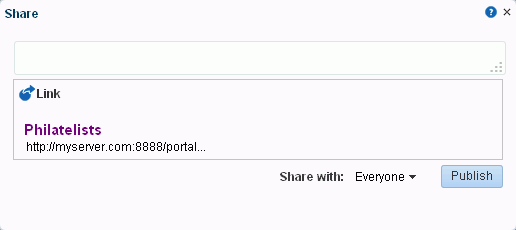 Share
Link
Philatelists
http://myserver.com:8888/portal...
Share with: Everyone Publish